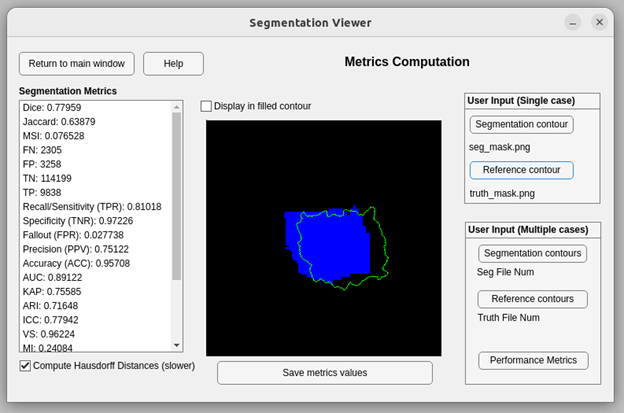 Segmentation Viewer
Return to main window
Help
Metrics Computation
Segmentation Metrics
Dice: 0.77959
Jaccard: 0.63879
MSI: 0.076528
FN: 2305
FP: 3258
TN: 114199
TP: 9838
Recall/Sensitivity (TPR): 0.81018
Specificity (TNR): 0.97226
Fallout (FPR): 0.027738
Precision (PPV): 0.75122
Accuracy (ACC): 0.95708
AUC: 0.89122
KAP: 0.75585
ARI: 0.71648
ICC: 0.77942
VS: 0.96224
MI: 0.24084
Compute Hausdorff Distances (slower)
Display in filled contour
Save metrics values
User Input (Single case)
Segmentation contour
seg_mask.png
Reference contour
truth_mask.png
User Input (Multiple cases)
Segmentation contours
Seg File Num
Reference contours
Truth File Num
Performance Metrics